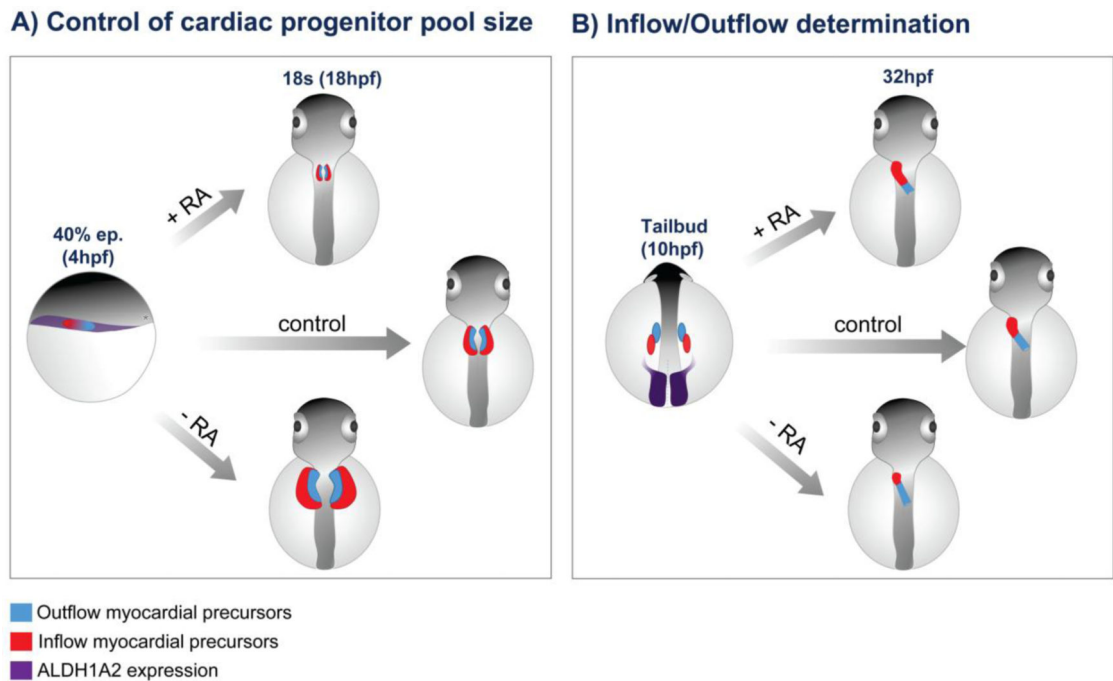 A) Control of cardiac progenitor pool size
18s (18hpf)
+ RA
40% ep.
(4hpf)
control
- RA
B) Inflow/Outflow determination
32hpf
+ RA
Tailbud
(10hpf)
control
- RA
Outflow myocardial precursors
Inflow myocardial precursors
ALDH1A2 expression